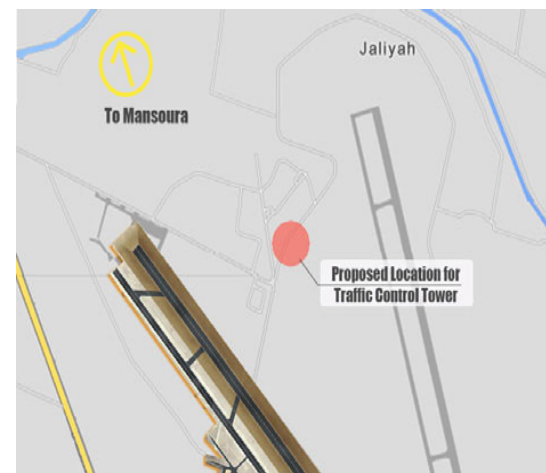 Jaliyah
To Mansoura
Proposed Location for
Traffic Control Tower